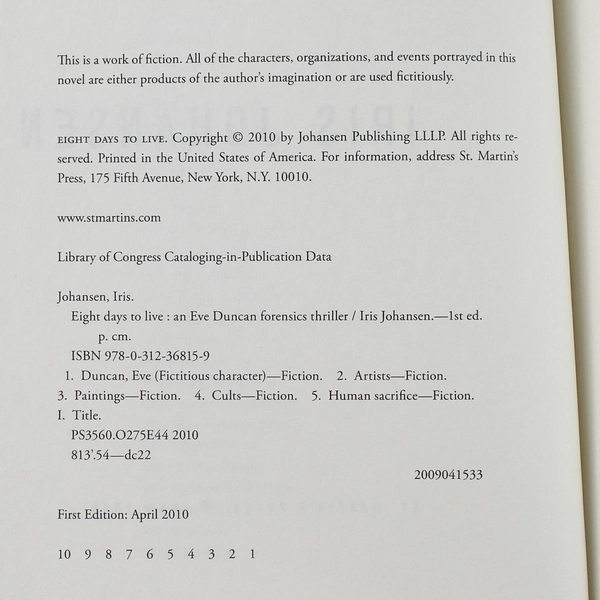 This is a work of fiction. All of the characters, organizations, and events portrayed in this
novel are either products of the author's imagination or are used fictitiously.
EIGHT DAYS TO LIVE. Copyright © 2010 by Johansen Publishing LLLP. All rights re-
served. Printed in the United States of America. For information, address St. Martin's
Press, 175 Fifth Avenue, New York, N.Y. 10010.
www.stmartins.com
Library of Congress Cataloging-in-Publication Data
Johansen, Iris.
Eight days to live : an Eve Duncan forensics thriller / Iris Johansen.—1st ed.
p. cm.
ISBN 978-0-312-36815-9
1. Duncan, Eve (Fictitious character)—Fiction. 2. Artists—Fiction.
3. Paintings—Fiction. 4. Cults—Fiction. 5. Human sacrifice—Fiction.
I. Title.
PS3560.O275E44 2010
813'.54—dc22
2009041533
First Edition: April 2010
10 9 8 7 6 5 4 3 2 1